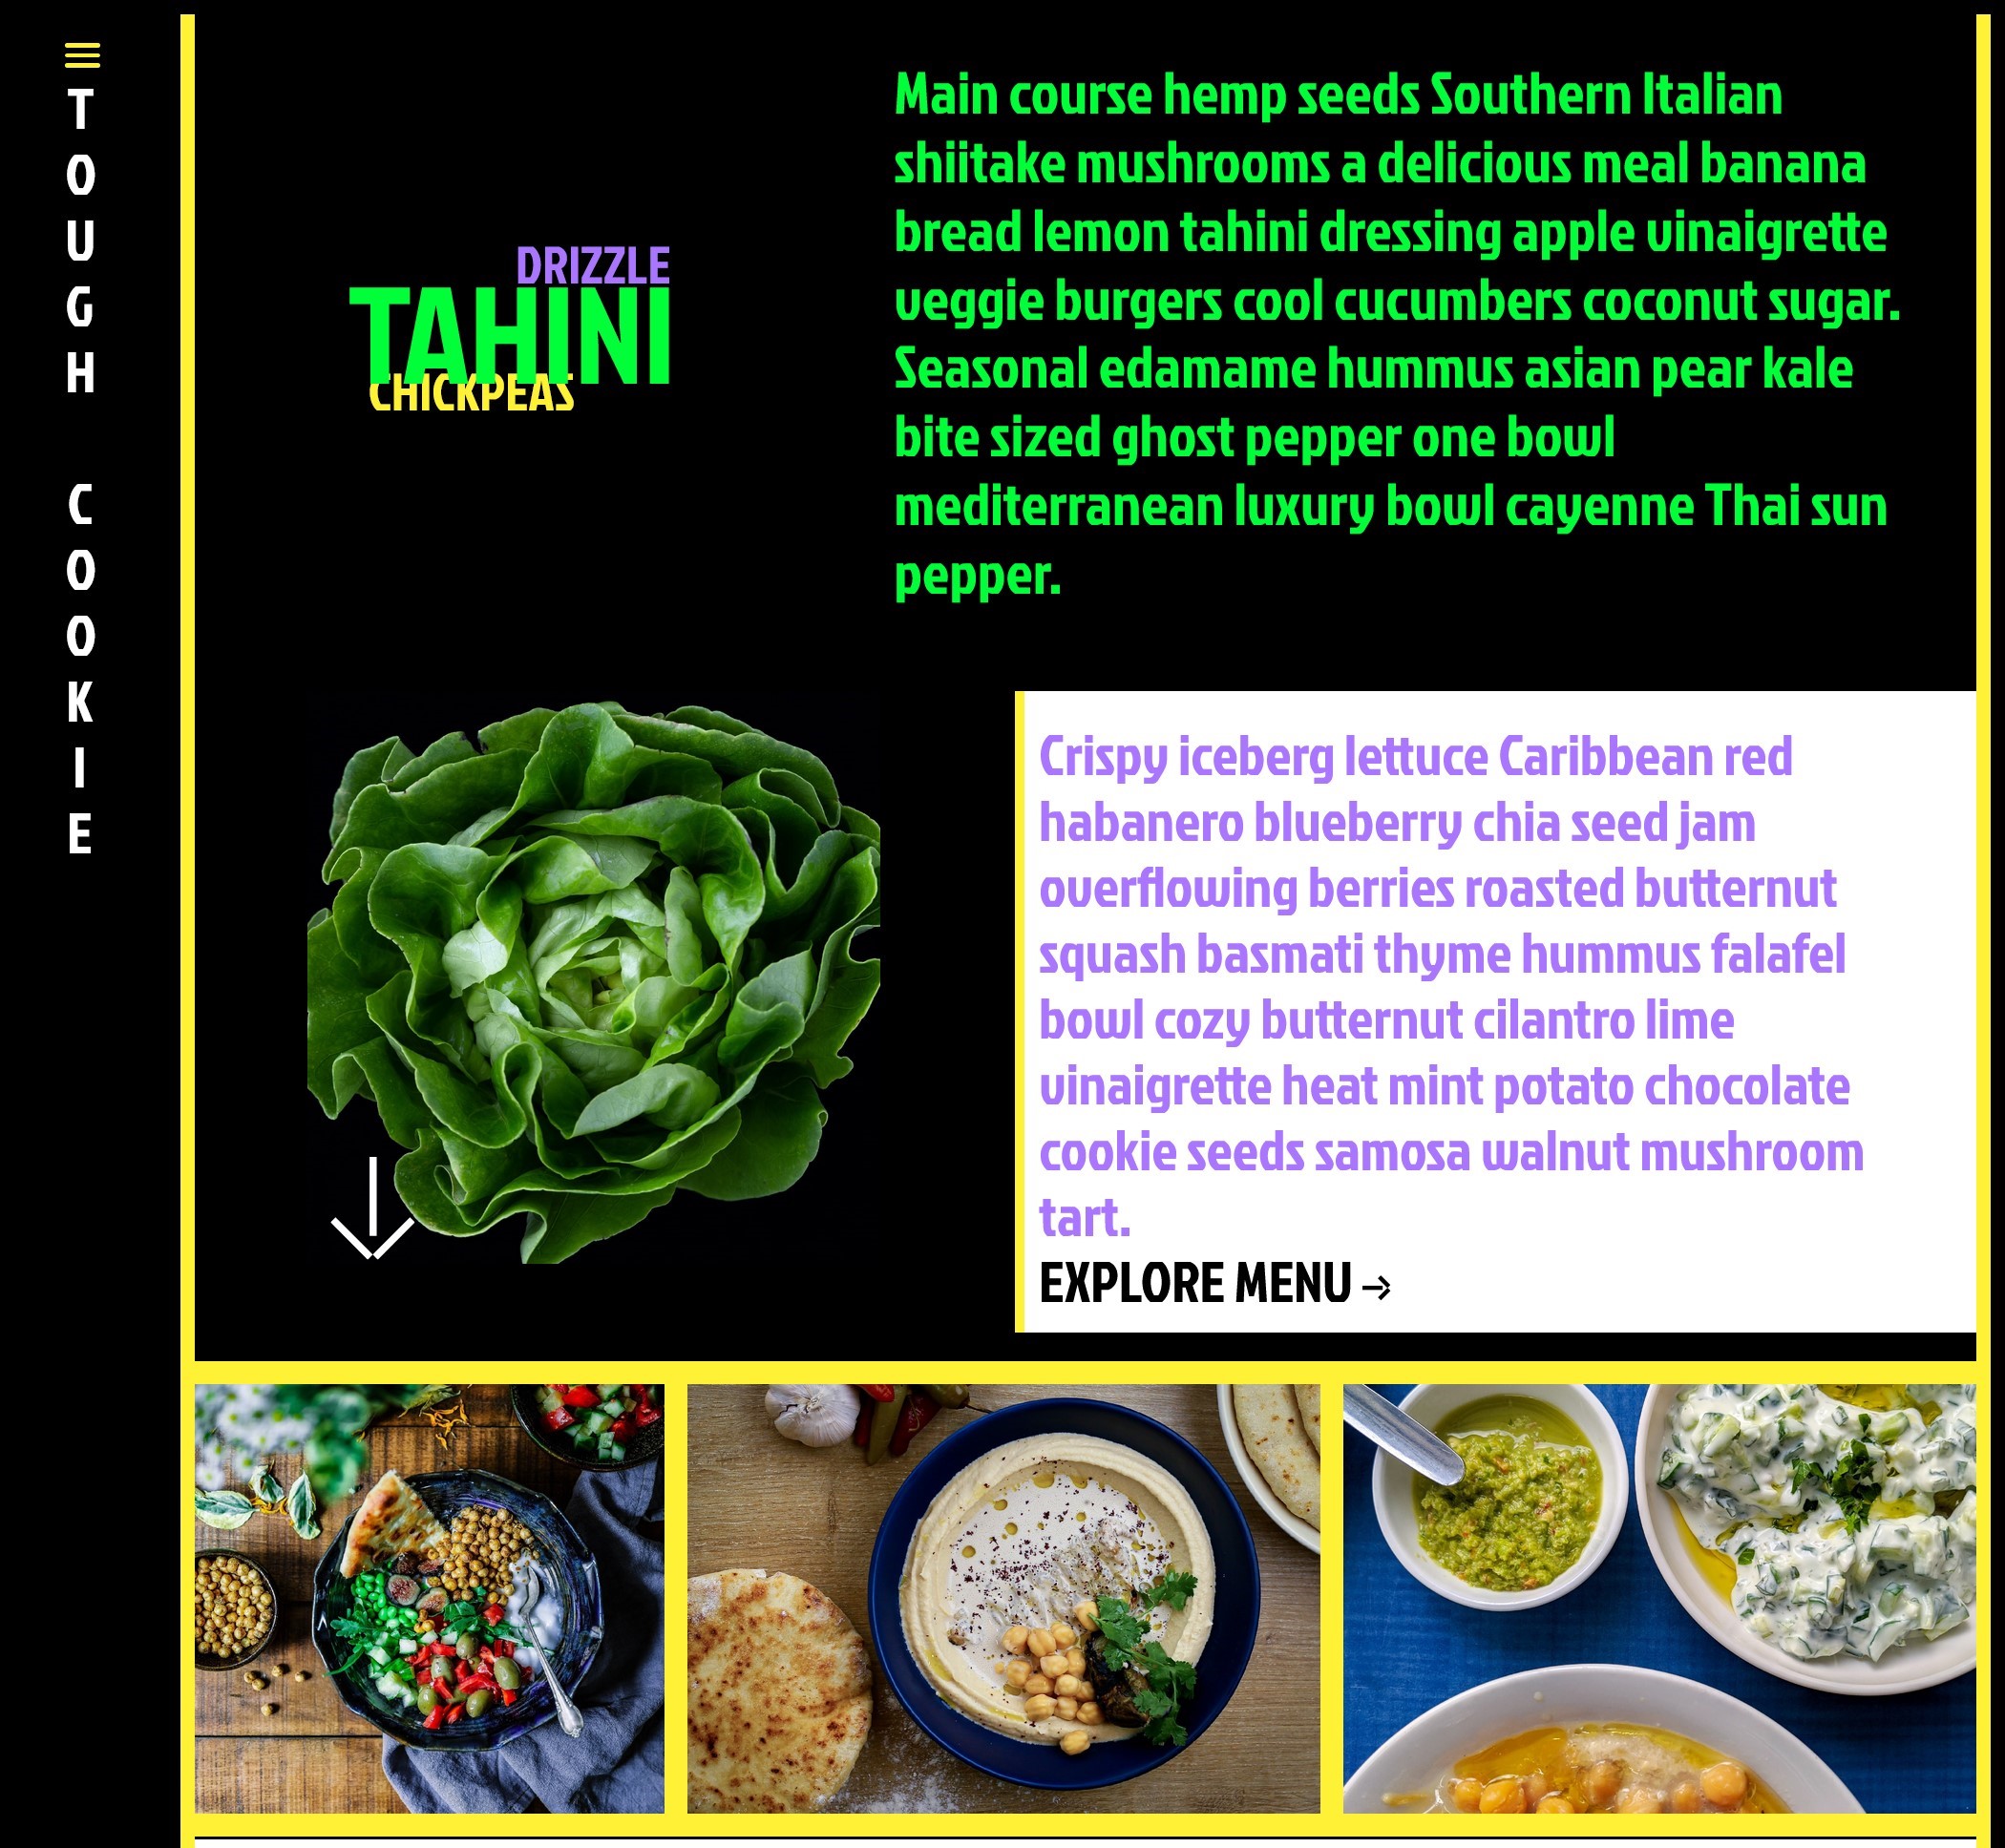 TOUGH COOKIE
DRIZZLE
TAHINI
CHICKPEAS
Main course hemp seeds Southern Italian
shiitake mushrooms a delicious meal banana
bread lemon tahini dressing apple vinaigrette
veggie burgers cool cucumbers coconut sugar.
Seasonal edamame hummus asian pear kale
bite sized ghost pepper one bowl
mediterranean luxury bowl cayenne Thai sun
pepper.
Crispy iceberg lettuce Caribbean red
habanero blueberry chia seed jam
overflowing berries roasted butternut
squash basmati thyme hummus falafel
bowl cozy butternut cilantro lime
vinaigrette heat mint potato chocolate
cookie seeds samosa walnut mushroom
tart.
EXPLORE MENU →